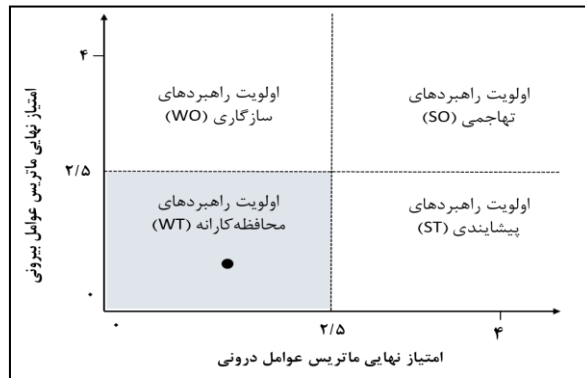 امتیاز نهایی ماتریس عوامل بیرونی
۴
۲/۵
۰
اولویت راهبردهای
سازگاری (WO)
اولویت راهبردهای
تهاجمی (SO)
اولویت راهبردهای
محافظه‌کارانه (WT)
اولویت راهبردهای
پیشایندی (ST)
۰
۲/۵
۴
امتیاز نهایی ماتریس عوامل درونی